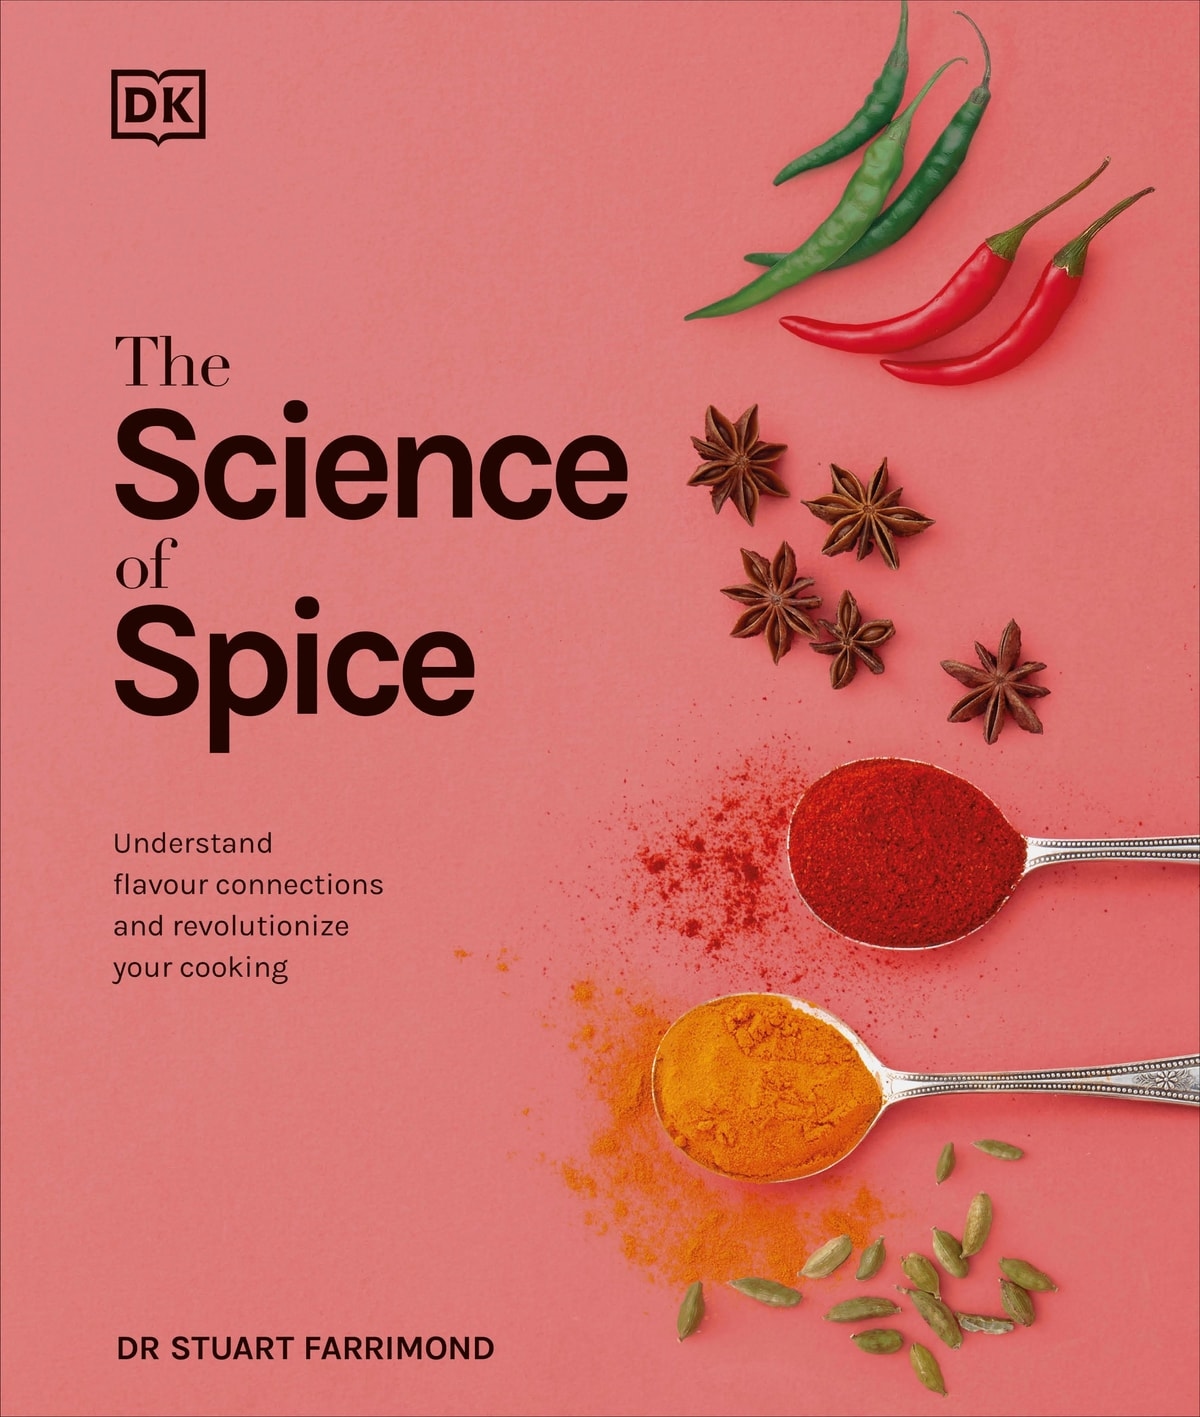 DK
The
Science
of
Spice
Understand
flavour connections
and revolutionize
your cooking
DR STUART FARRIMOND